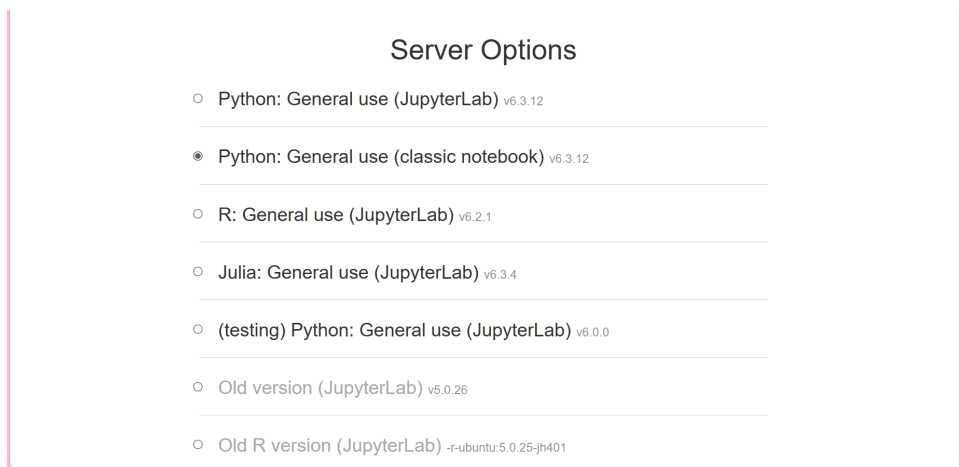 Server Options
Python: General use (JupyterLab) v6.3.12
Python: General use (classic notebook) v6.3.12
R: General use (JupyterLab) v6.2.1
Julia: General use (JupyterLab) v6.3.4
(testing) Python: General use (JupyterLab) v6.0.0
Old version (JupyterLab) v5.0.26
Old R version (JupyterLab) -r-ubuntu:5.0.25-jh401